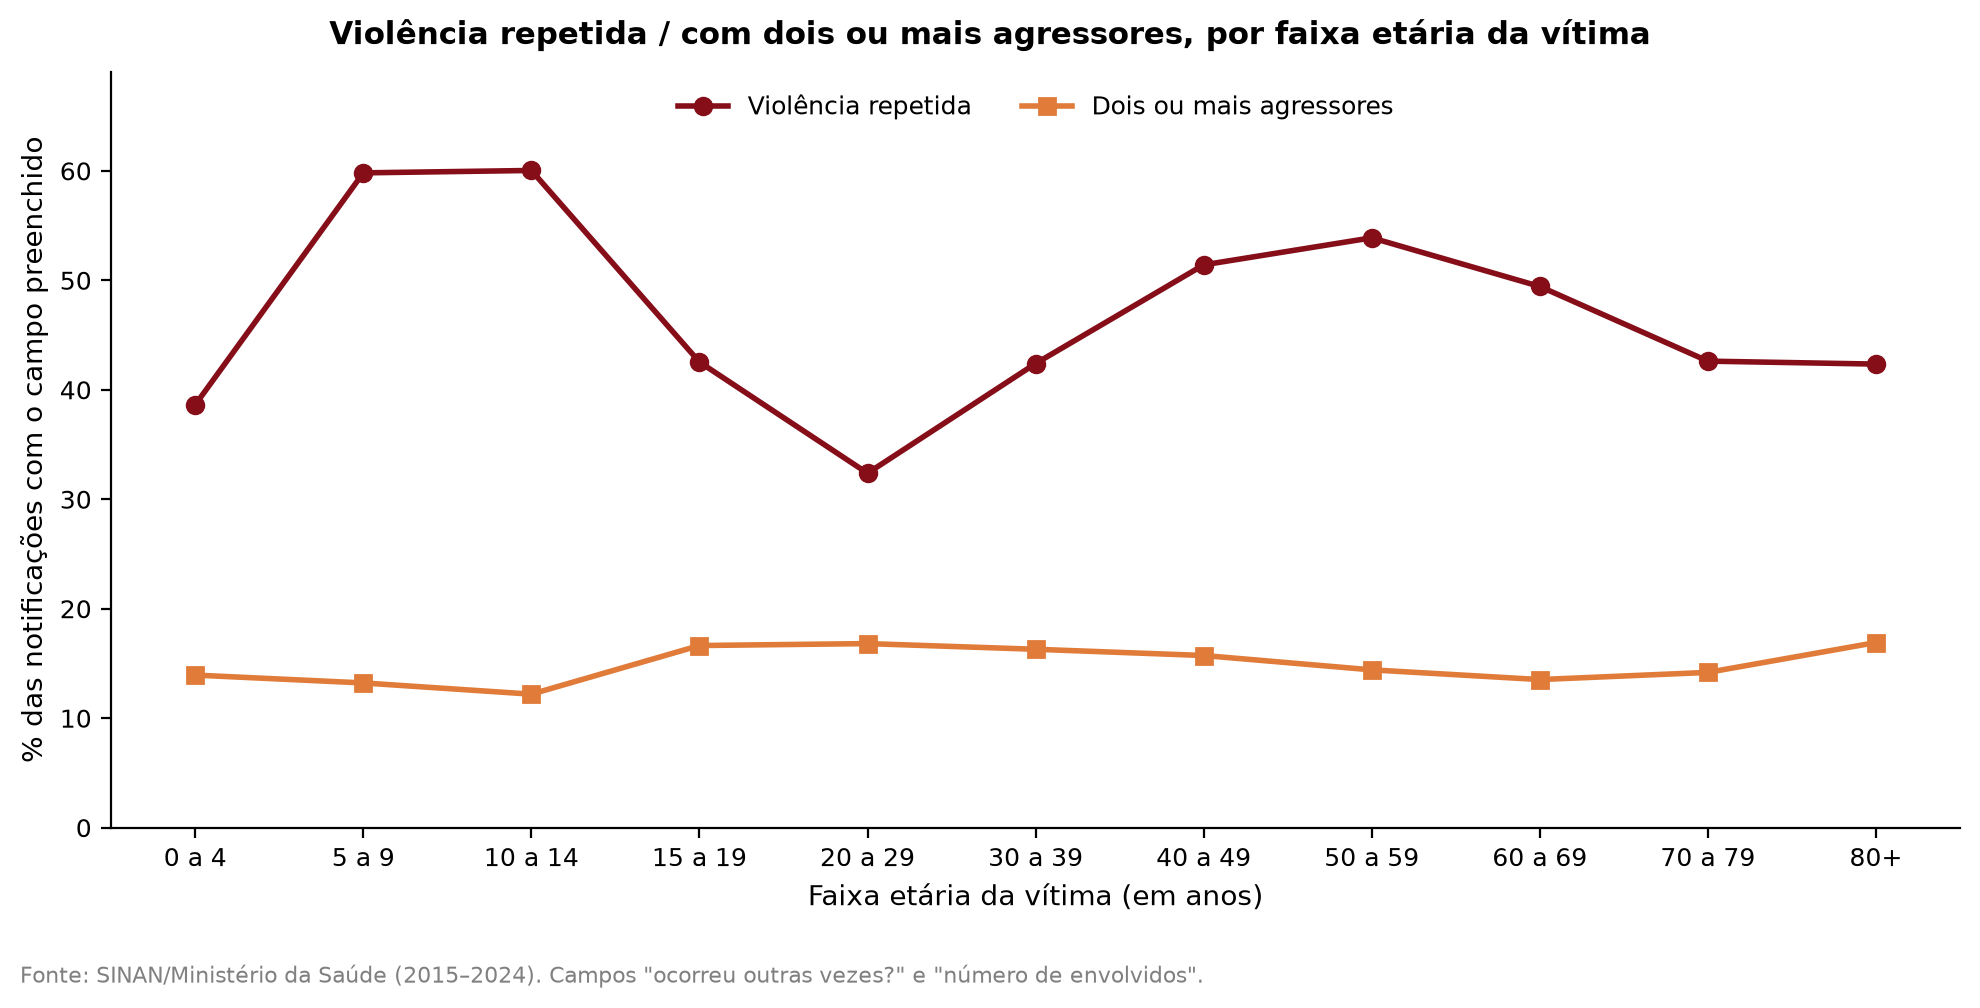 Violência repetida / com dois ou mais agressores, por faixa etária da vítima
Violência repetida
Dois ou mais agressores
% das notificações com o campo preenchido
60
50
40
30
20
10
0
0 a 4
5 a 9
10 a 14
15 a 19
20 a 29
30 a 39
40 a 49
50 a 59
60 a 69
70 a 79
80+
Faixa etária da vítima (em anos)
Fonte: SINAN/Ministério da Saúde (2015–2024). Campos "ocorreu outras vezes?" e "número de envolvidos".